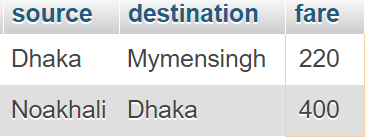 source destination fare
Dhaka Mymensingh 220
Noakhali Dhaka 400